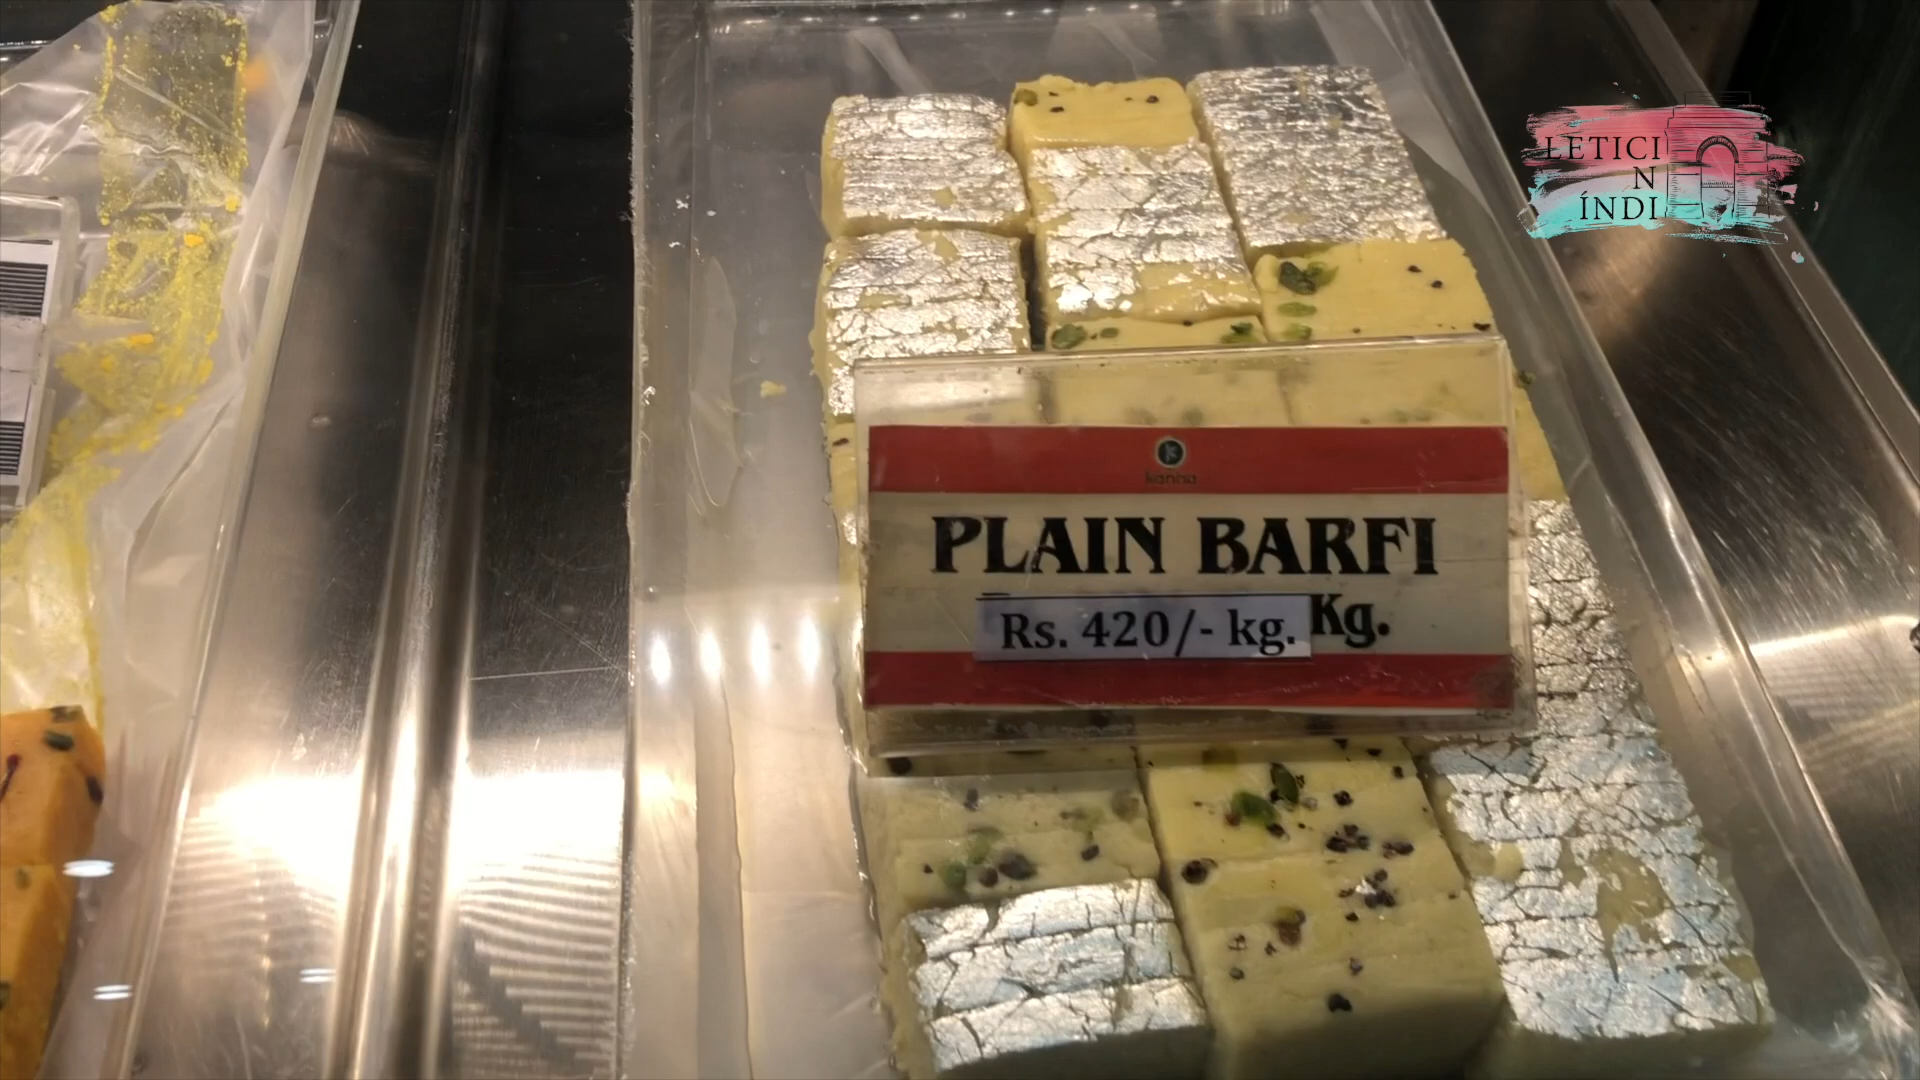 LETICI
N
ÍNDI
kanha
PLAIN BARFI
Rs. 420/- kg. Kg.